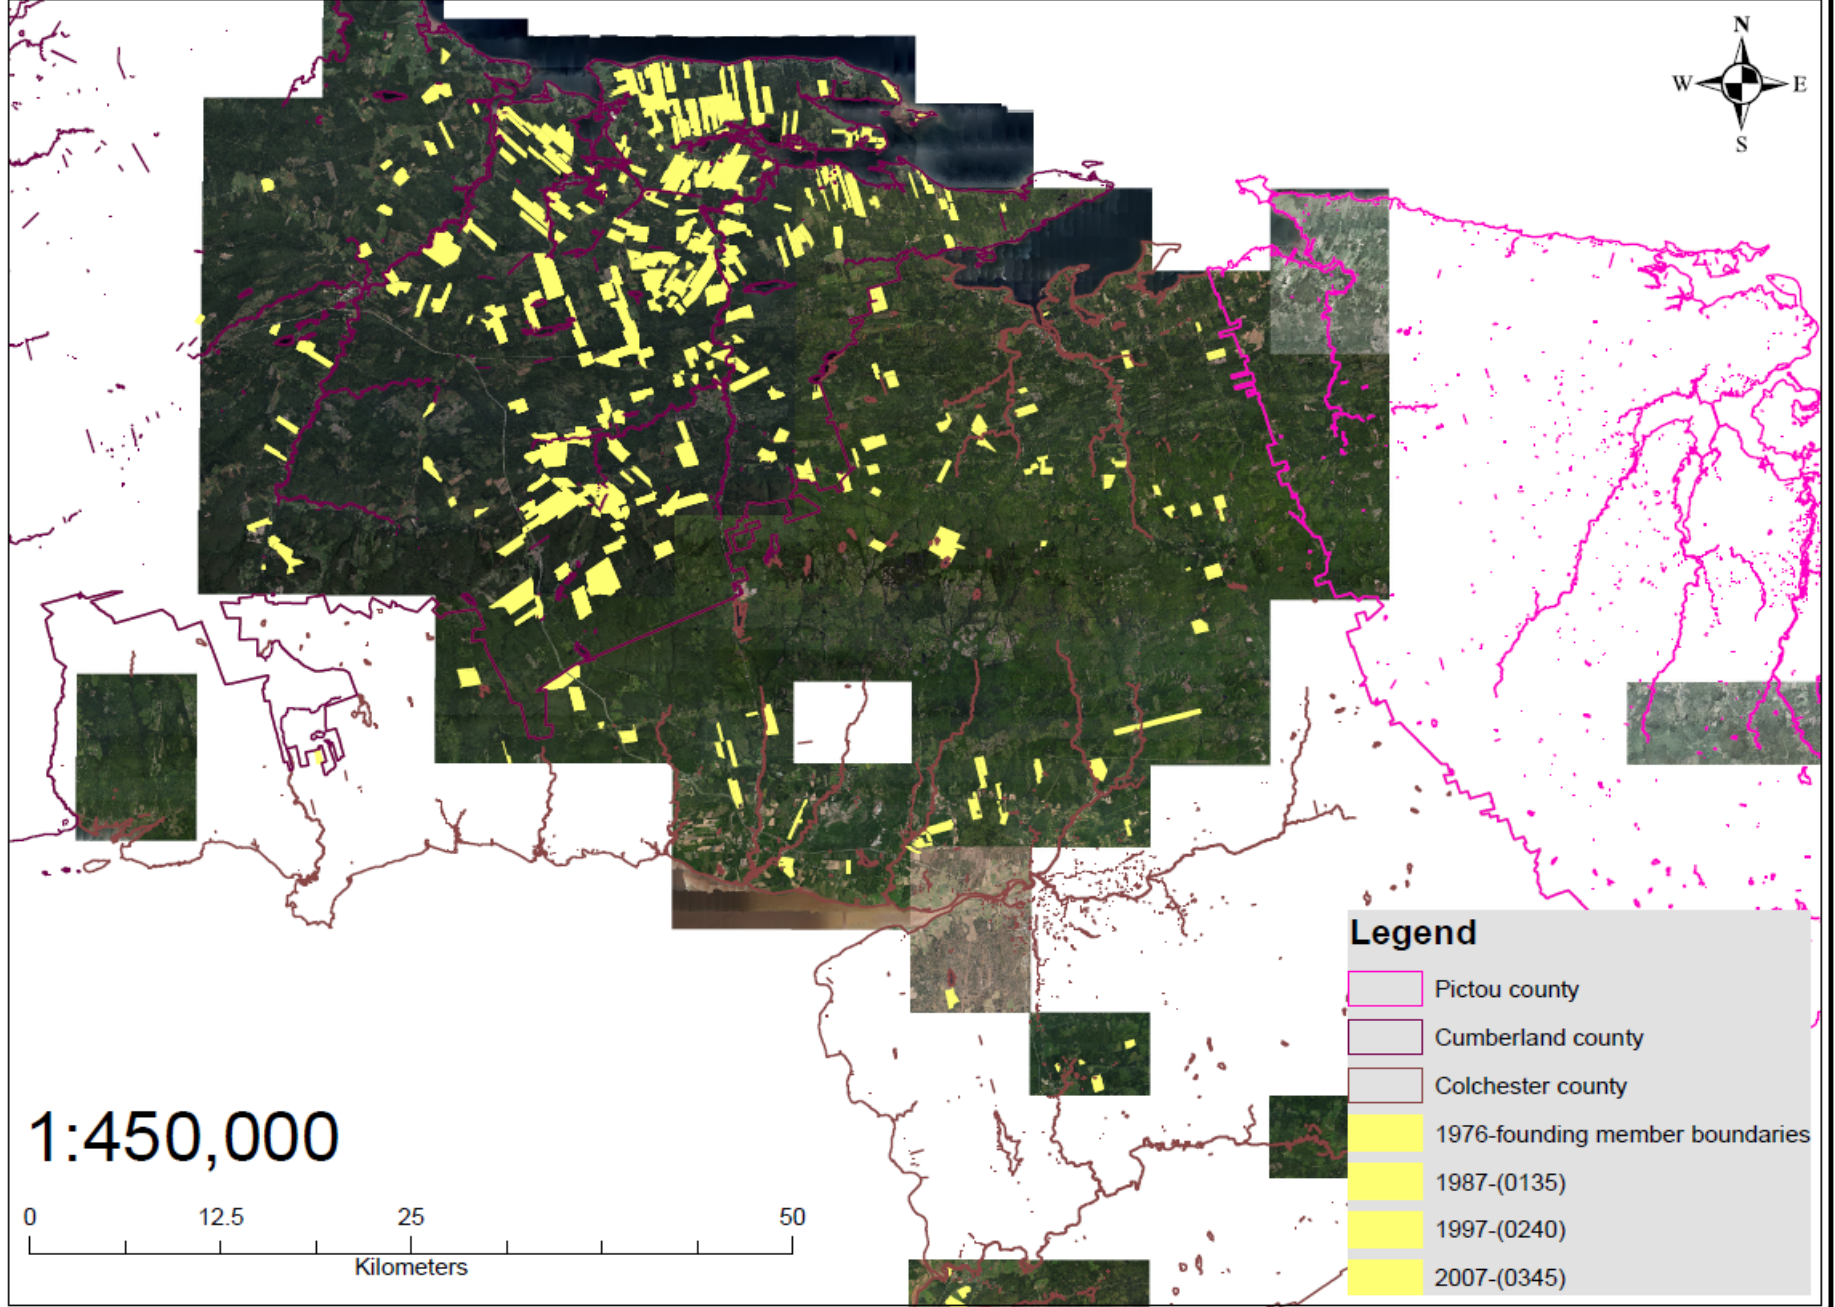 N
W E
S
Legend
Pictou county
Cumberland county
Colchester county
1976-founding member boundaries
1987-(0135)
1997-(0240)
2007-(0345)
1:450,000
0 12.5 25 50
Kilometers